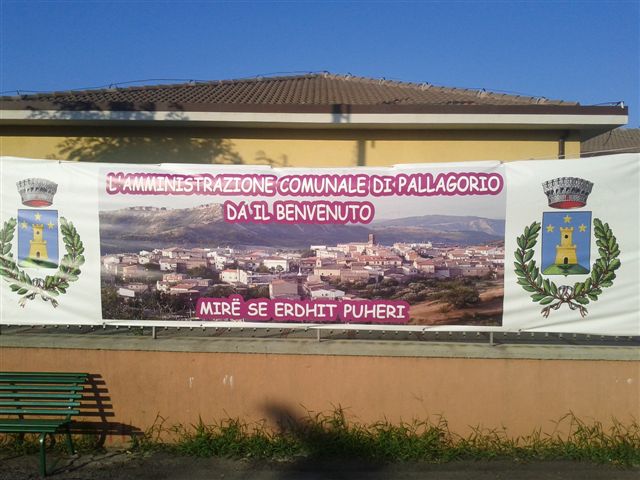 L'AMMINISTRAZIONE COMUNALE DI PALLAGORIO
DA IL BENVENUTO
MIRË SE ERDHIT PUHERI